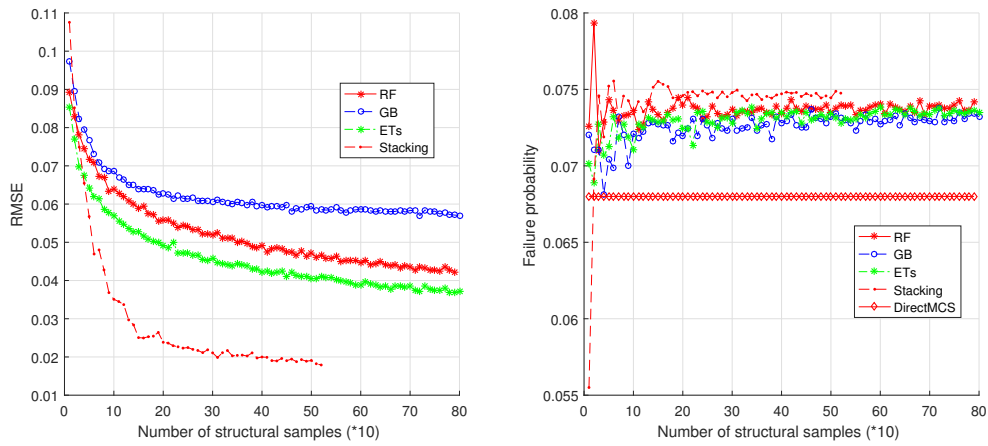 RMSE
0.11
0.1
0.09
0.08
0.07
0.06
0.05
0.04
0.03
0.02
0.01
0 10 20 30 40 50 60 70 80
Number of structural samples (*10)
RF
GB
ETs
Stacking
Failure probability
0.08
0.075
0.07
0.065
0.06
0.055
0 10 20 30 40 50 60 70 80
Number of structural samples (*10)
RF
GB
ETs
Stacking
DirectMCS